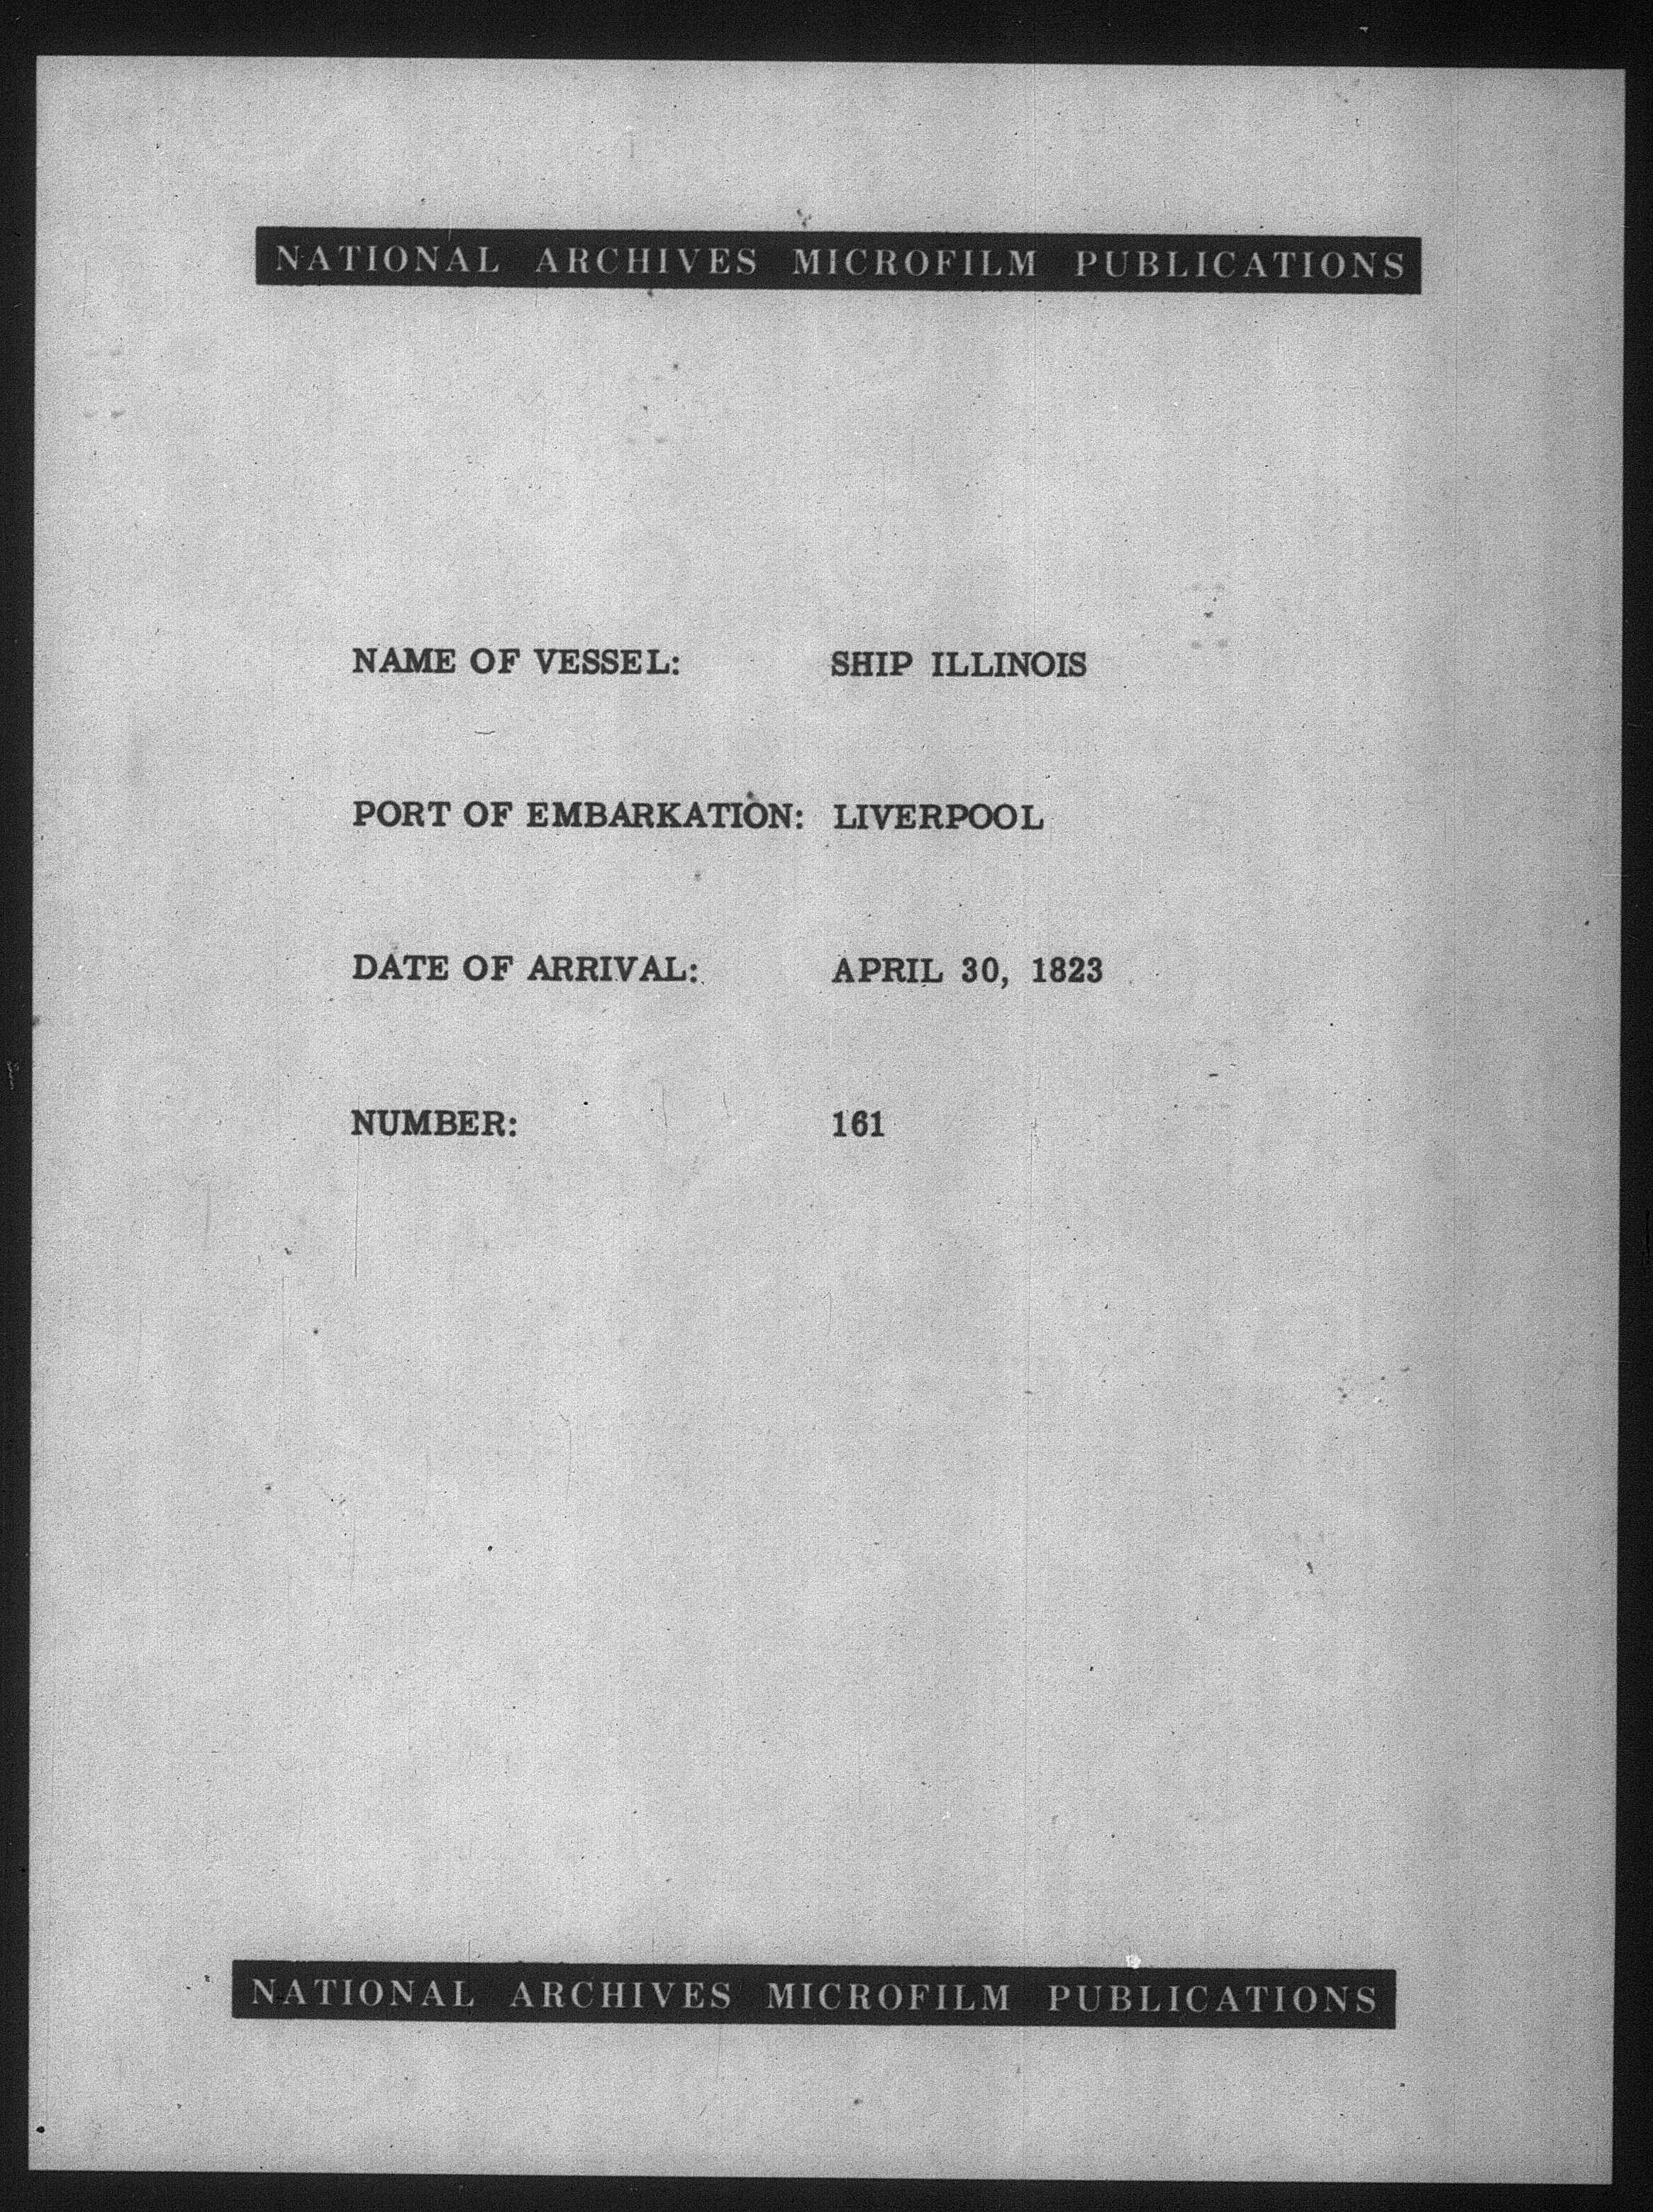 NATIONAL ARCHIVES MICROFILM PUBLICATIONS
NAME OF VESSEL: SHIP ILLINOIS
PORT OF EMBARKATION: LIVERPOOL
DATE OF ARRIVAL: APRIL 30, 1823
NUMBER: 161
NATIONAL ARCHIVES MICROFILM PUBLICATIONS